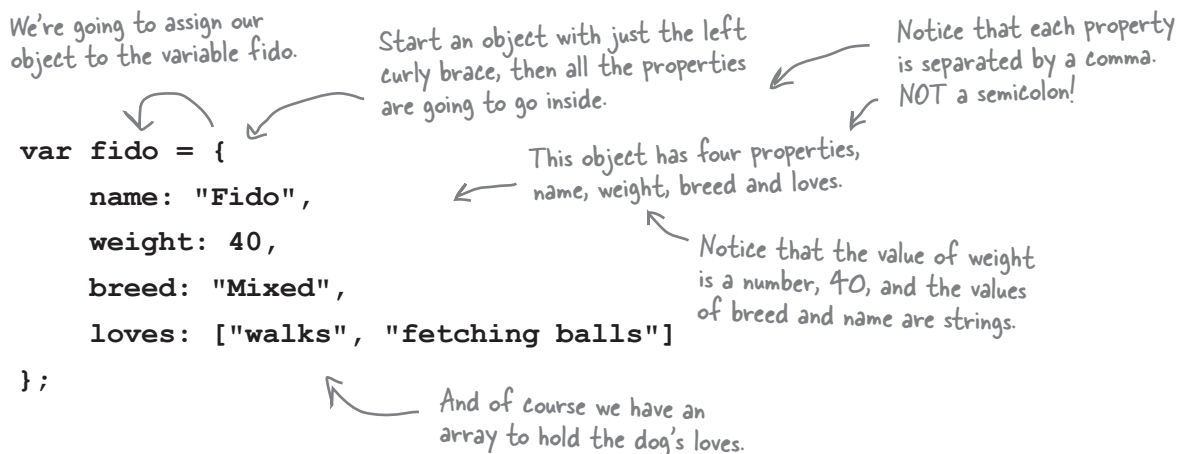 We're going to assign our
object to the variable fido.
Start an object with just the left
curly brace, then all the properties
are going to go inside.
Notice that each property
is separated by a comma.
NOT a semicolon!
var fido = {
This object has four properties,
name, weight, breed and loves.
name: "Fido",
weight: 40,
breed: "Mixed",
loves: ["walks", "fetching balls"]
};
Notice that the value of weight
is a number, 40, and the values
of breed and name are strings.
And of course we have an
array to hold the dog's loves.